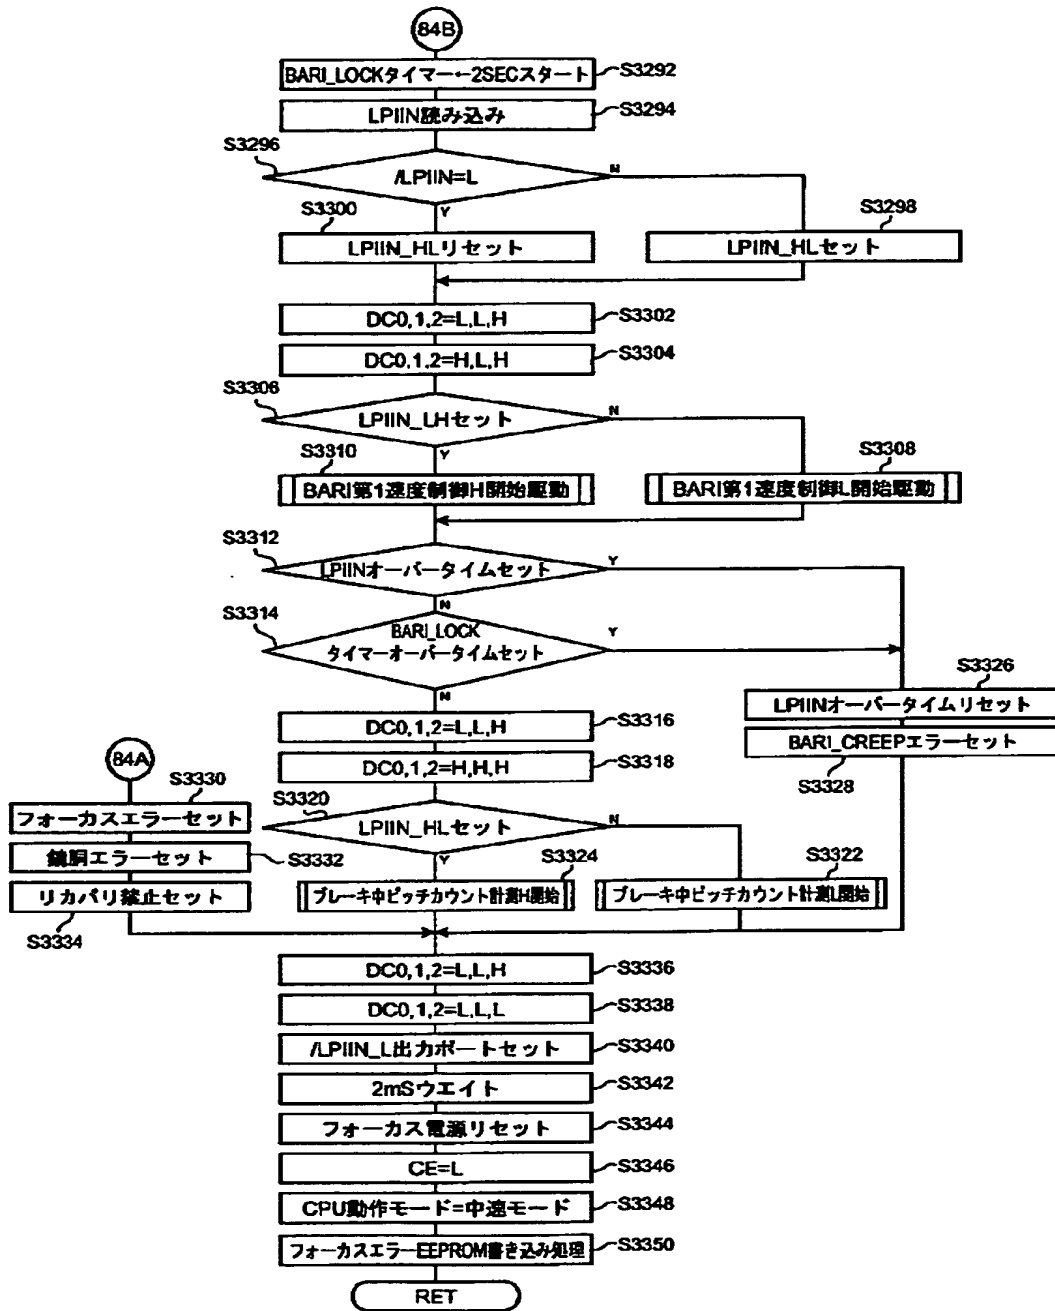 84B
BARI_LOCKタイマー←2SECスタート
S3292
LPIIN読み込み
S3294
S3296
/LPIIN=L
N
Y
S3300
LPIIN_HLリセット
S3298
LPIIN_HLセット
DC0,1,2=L,L,H
S3302
DC0,1,2=H,L,H
S3304
S3306
LPIIN_LHセット
N
Y
S3310
BARI第1速度制御H開始駆動
S3308
BARI第1速度制御L開始駆動
S3312
LPIINオーバータイムセット
Y
N
S3314
BARI_LOCK
タイマーオーバータイムセット
Y
N
S3326
LPIINオーバータイムリセット
BARI_CREEPエラーセット
S3328
DC0,1,2=L,L,H
S3316
DC0,1,2=H,H,H
S3318
84A
S3330
フォーカスエラーセット
鏡胴エラーセット
S3332
リカバリ禁止セット
S3334
S3320
LPIIN_HLセット
N
Y
S3324
ブレーキ中ピッチカウント計測H開始
S3322
ブレーキ中ピッチカウント計測L開始
DC0,1,2=L,L,H
S3336
DC0,1,2=L,L,L
S3338
/LPIIN_L出力ポートセット
S3340
2mSウエイト
S3342
フォーカス電源リセット
S3344
CE=L
S3346
CPU動作モード=中速モード
S3348
フォーカスエラーEEPROM書き込み処理
S3350
RET